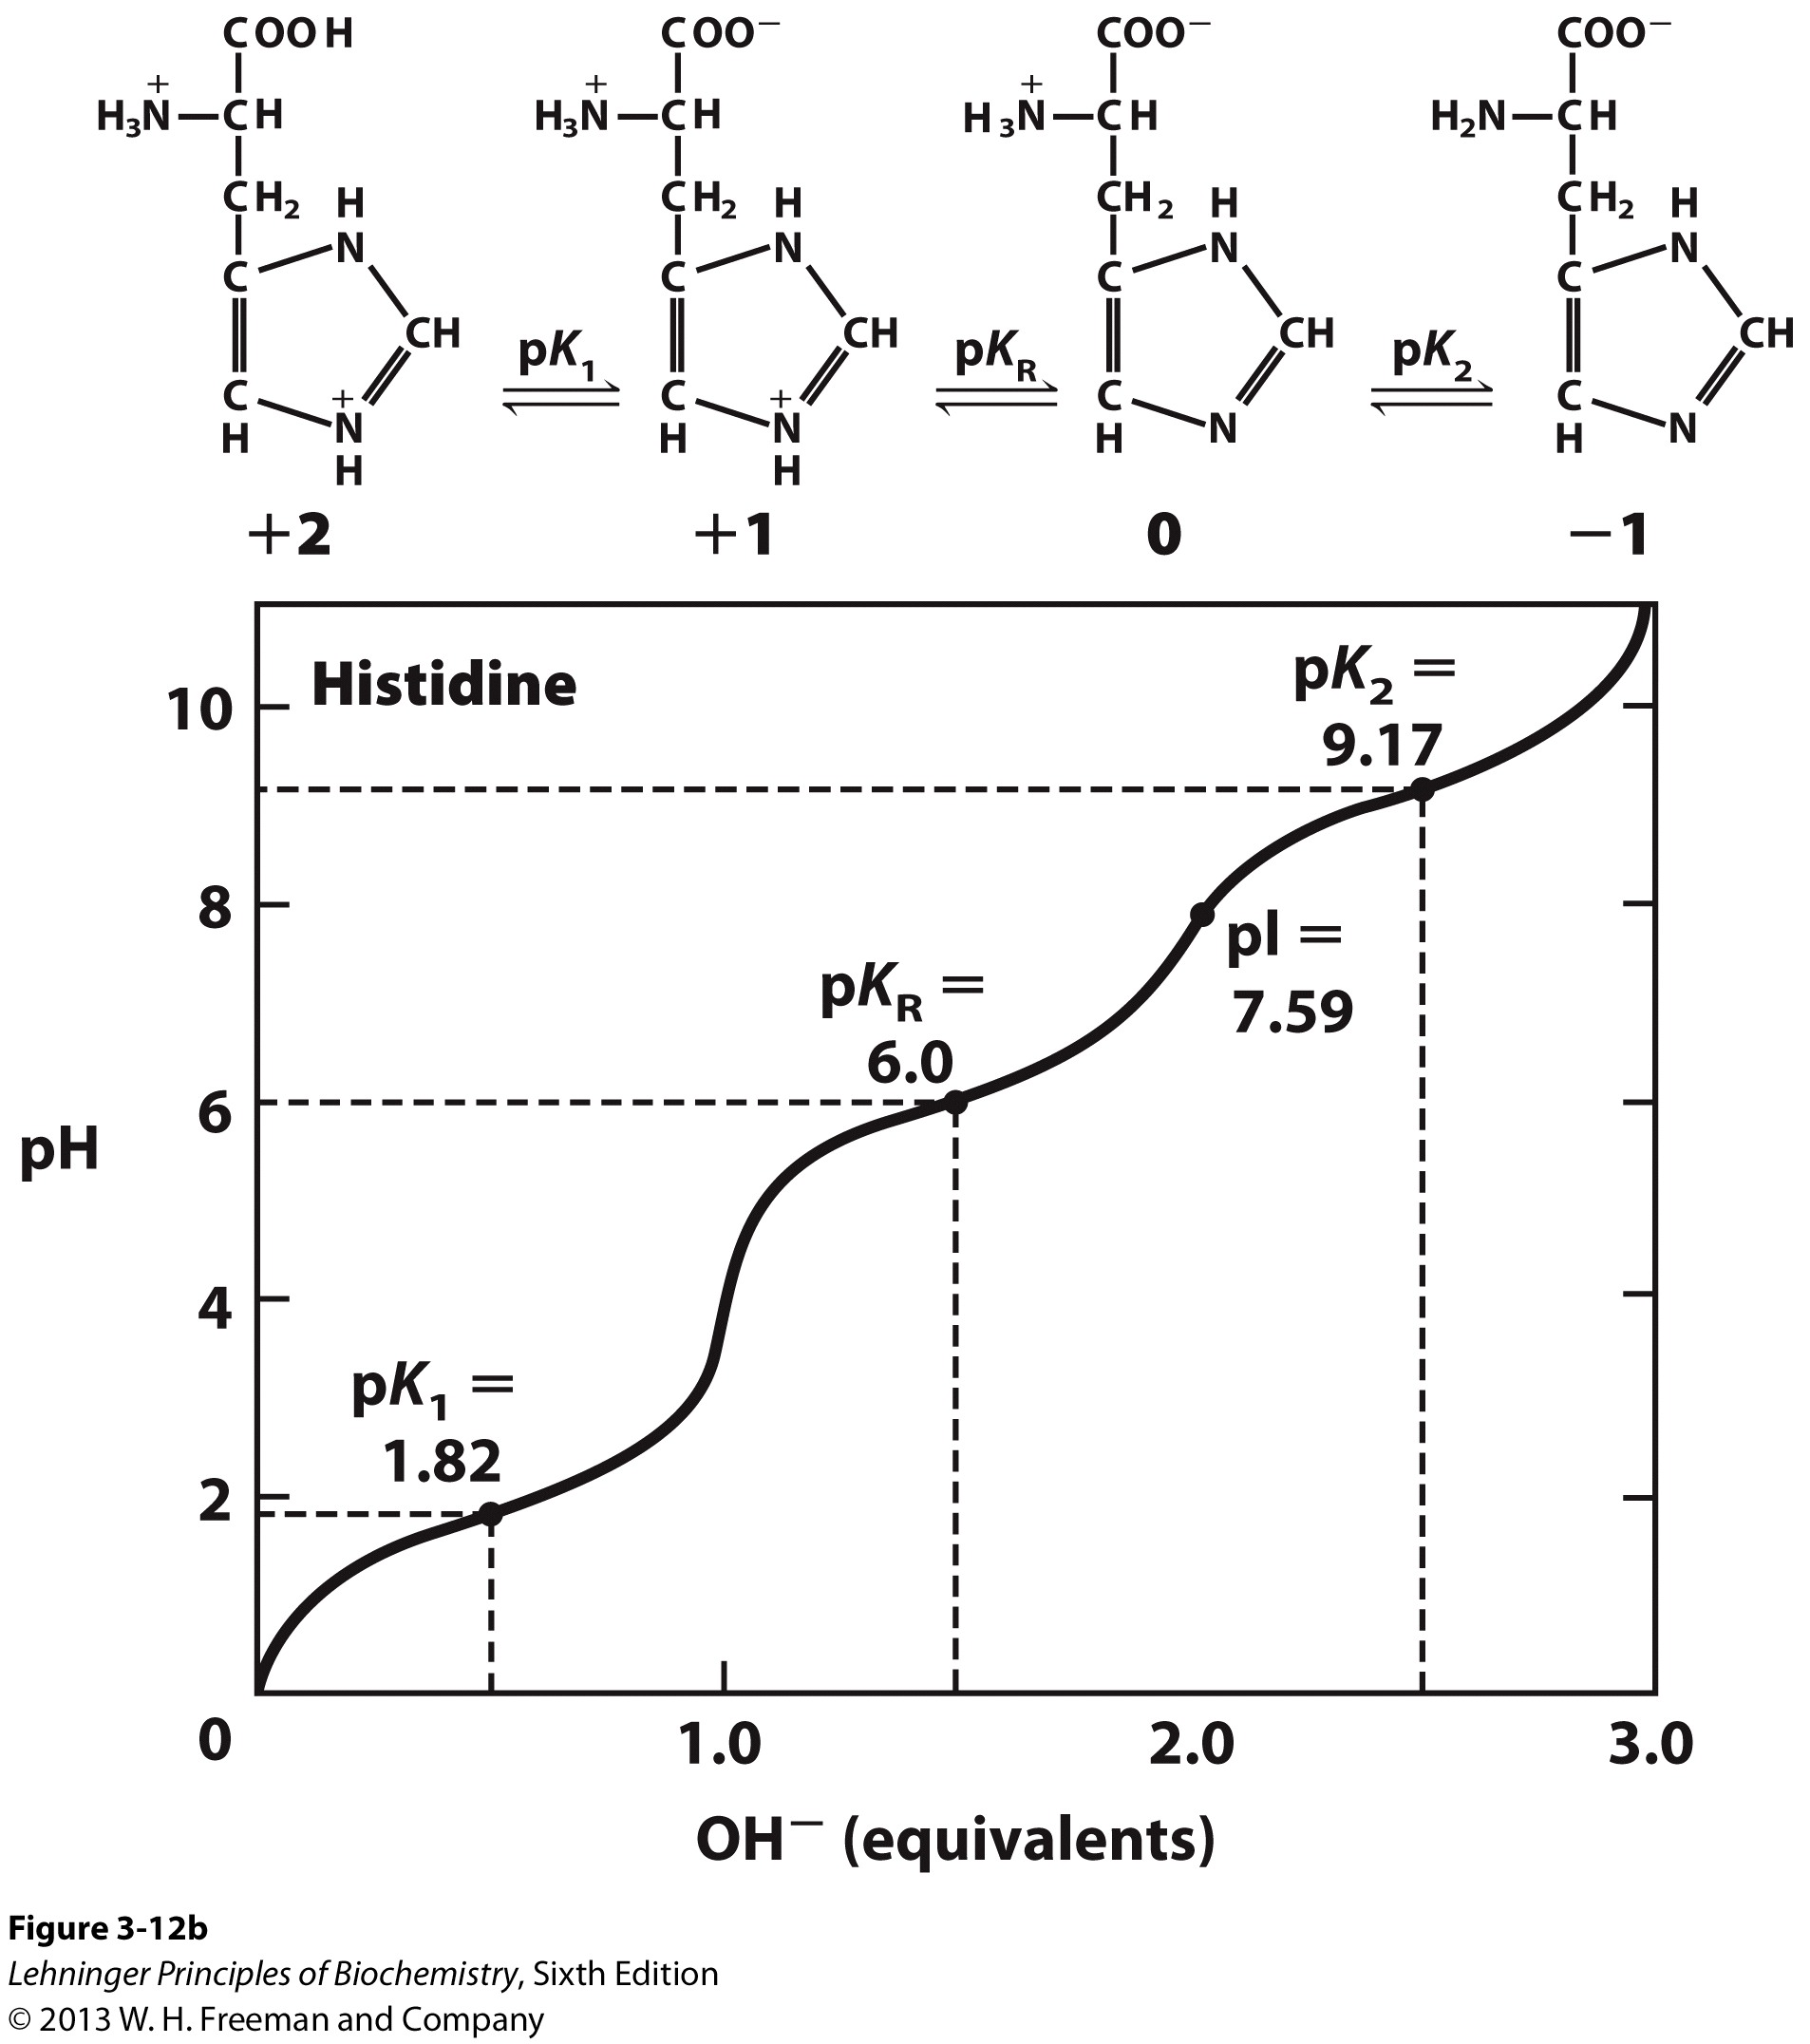 COOH COO⁻ COO⁻ COO⁻
+ + +
H₃N—CH H₃N—CH H₃N—CH H₂N—CH
CH₂ H CH₂ H CH₂ H CH₂ H
N N N N
C C C C
CH CH CH CH
pK₁ pK_R pK₂
C + C + C C
H N H N H N H N
H H
+2 +1 0 −1
Histidine
pK₂ =
9.17
10
8
pI =
7.59
pK_R =
6.0
6
pH
4
pK₁ =
1.82
2
0 1.0 2.0 3.0
OH⁻ (equivalents)
Figure 3-12b
Lehninger Principles of Biochemistry, Sixth Edition
© 2013 W. H. Freeman and Company